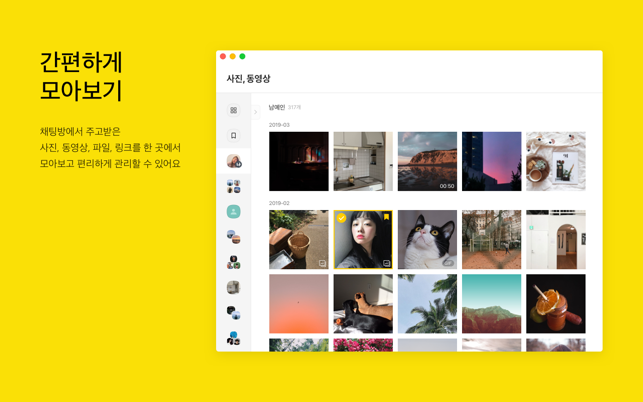 간편하게
모아보기
채팅방에서 주고받은
사진, 동영상, 파일, 링크를 한 곳에서
모아보고 편리하게 관리할 수 있어요
사진, 동영상
남예인 317개
2019-03
00:50
2019-02